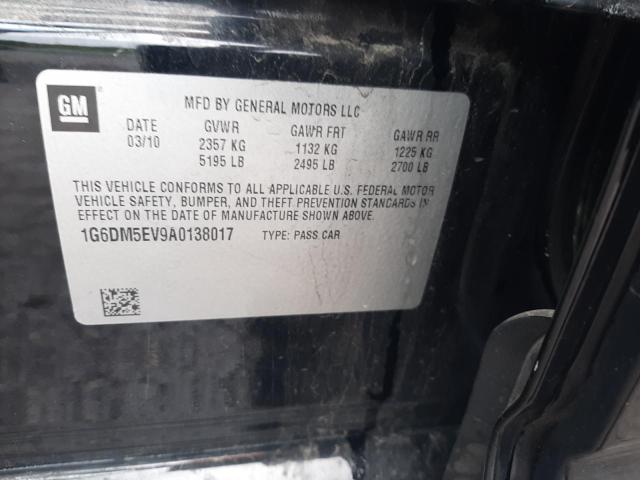 GM
MFD BY GENERAL MOTORS LLC
DATE GVWR GAWR FRT GAWR RR
03/10 2357 KG 1132 KG 1225 KG
5195 LB 2495 LB 2700 LB
THIS VEHICLE CONFORMS TO ALL APPLICABLE U.S. FEDERAL MOTOR
VEHICLE SAFETY, BUMPER, AND THEFT PREVENTION STANDARDS IN
EFFECT ON THE DATE OF MANUFACTURE SHOWN ABOVE.
1G6DM5EV9A0138017 TYPE: PASS CAR